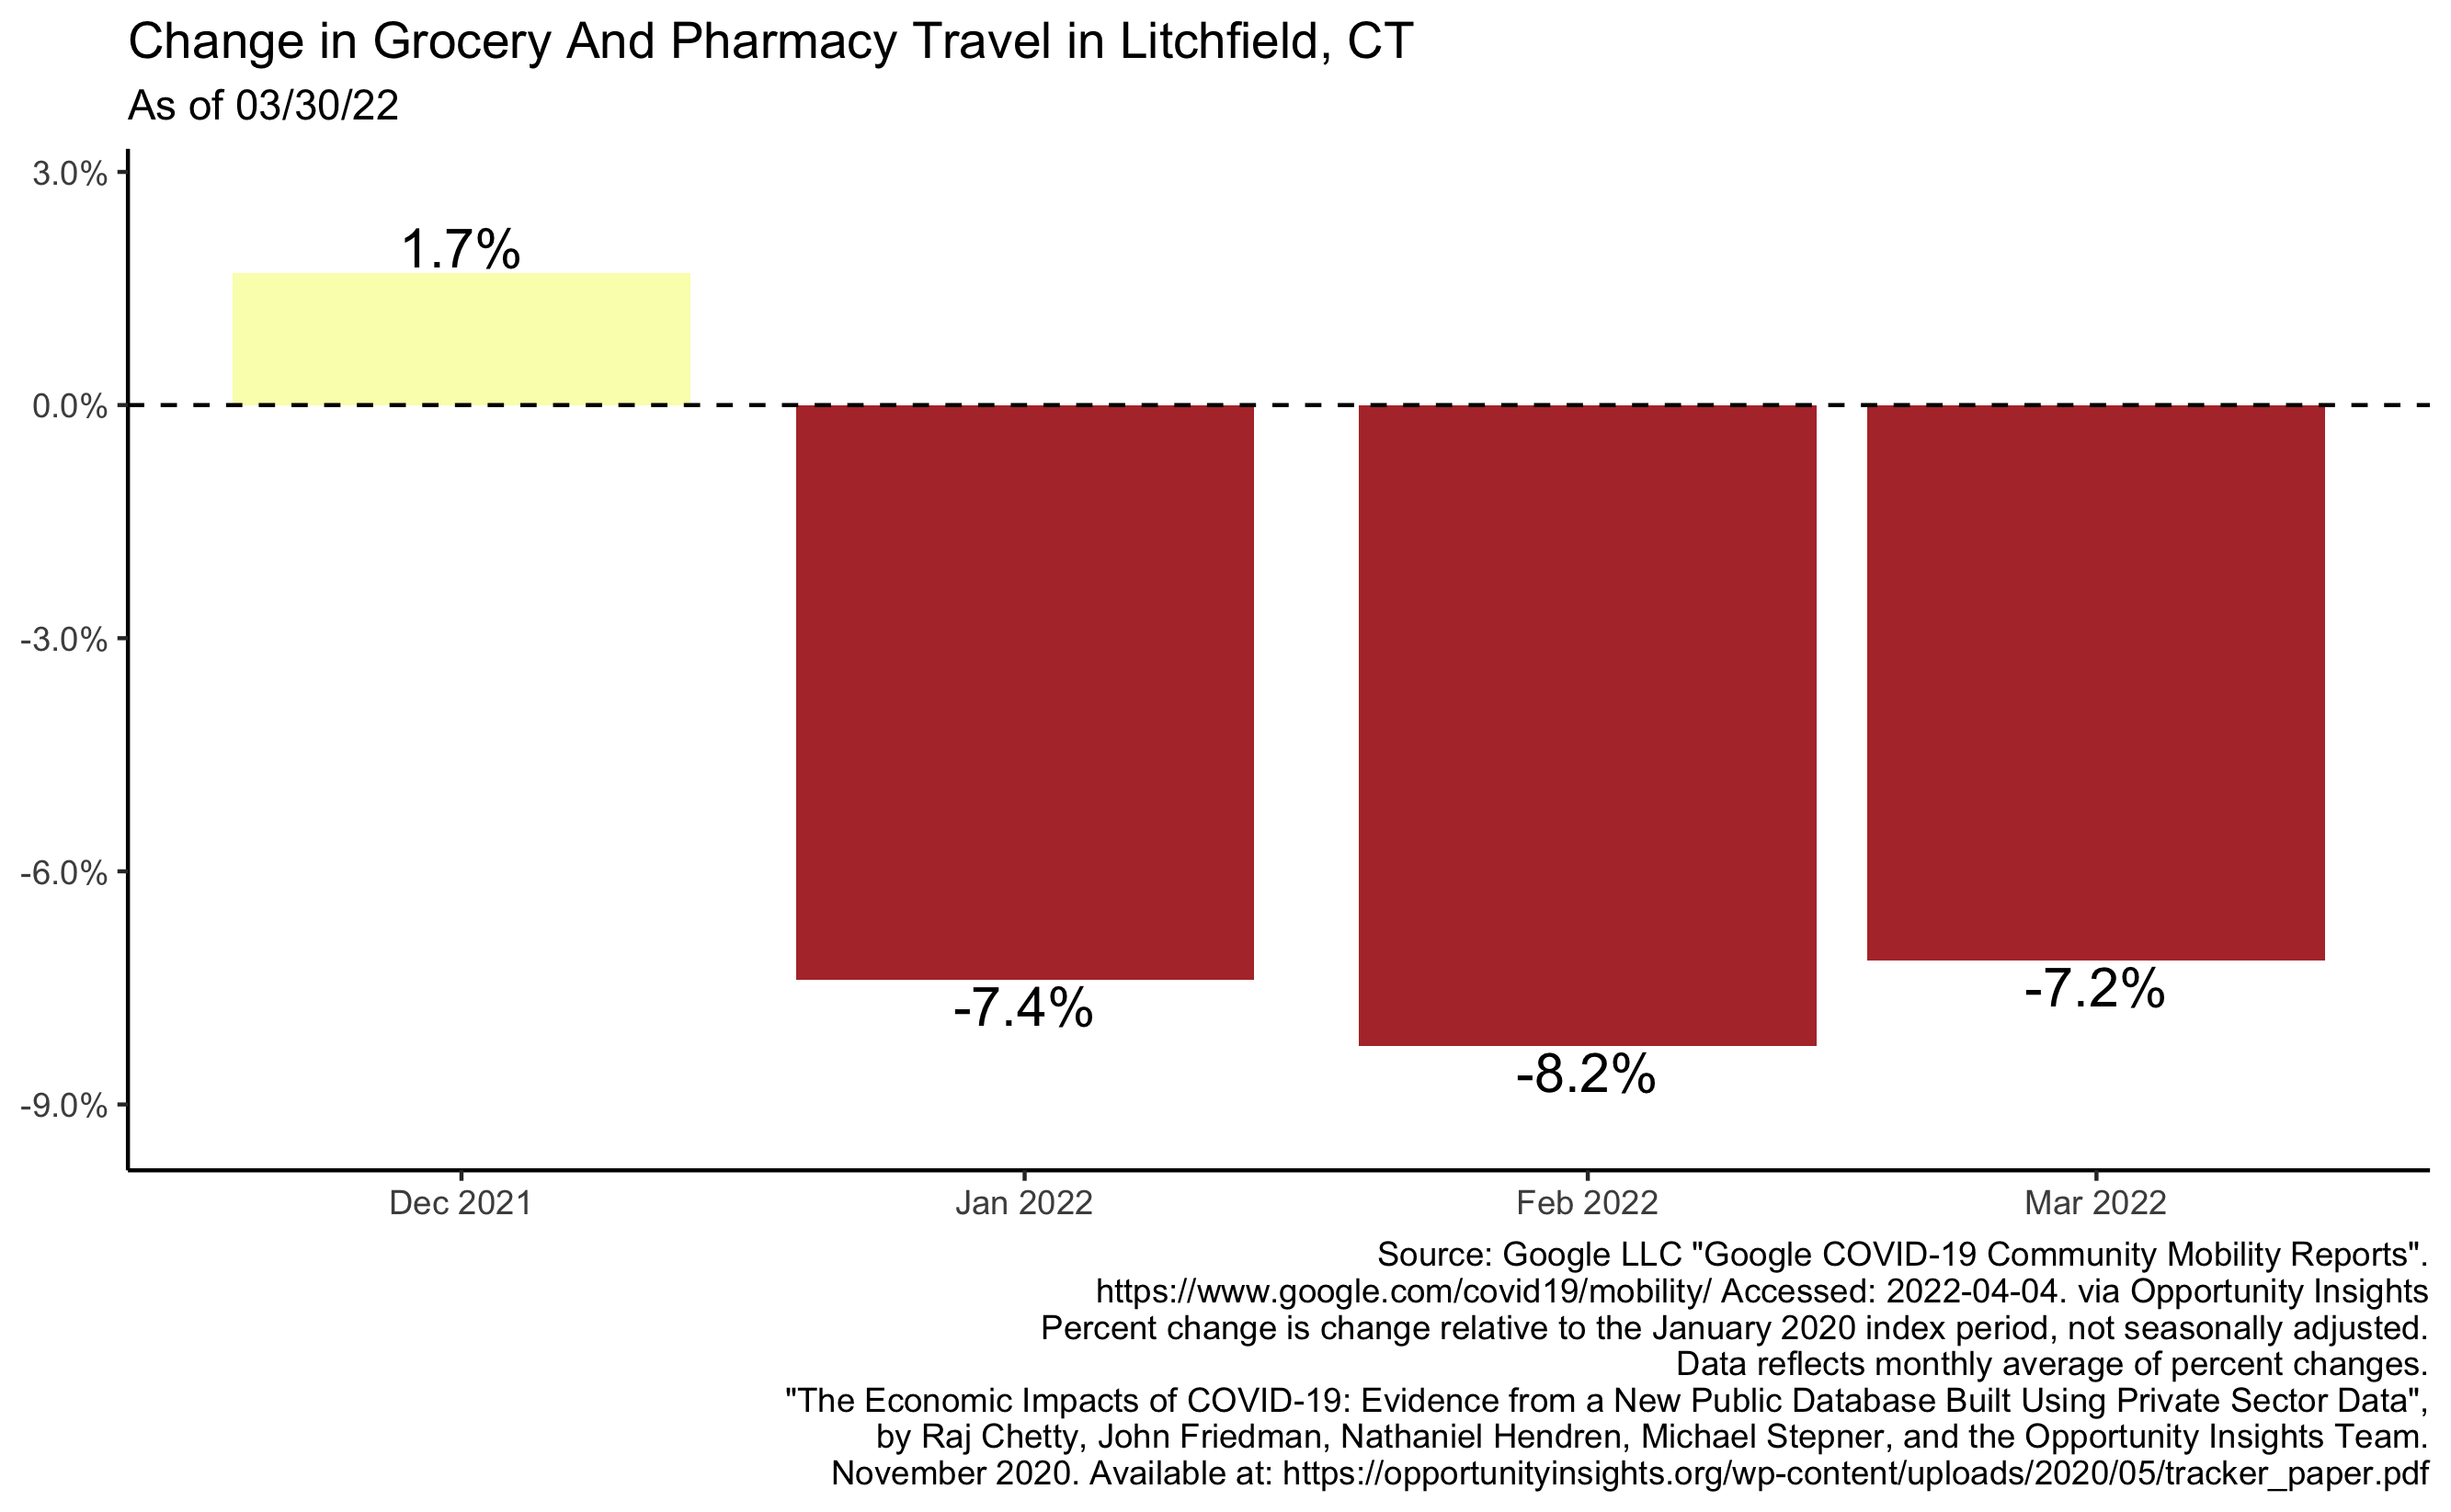 Change in Grocery And Pharmacy Travel in Litchfield, CT
As of 03/30/22
3.0%
0.0%
-3.0%
-6.0%
-9.0%
1.7%
-7.4%
-8.2%
-7.2%
Dec 2021
Jan 2022
Feb 2022
Mar 2022
Source: Google LLC "Google COVID-19 Community Mobility Reports".
https://www.google.com/covid19/mobility/ Accessed: 2022-04-04. via Opportunity Insights
Percent change is change relative to the January 2020 index period, not seasonally adjusted.
Data reflects monthly average of percent changes.
"The Economic Impacts of COVID-19: Evidence from a New Public Database Built Using Private Sector Data",
by Raj Chetty, John Friedman, Nathaniel Hendren, Michael Stepner, and the Opportunity Insights Team.
November 2020. Available at: https://opportunityinsights.org/wp-content/uploads/2020/05/tracker_paper.pdf